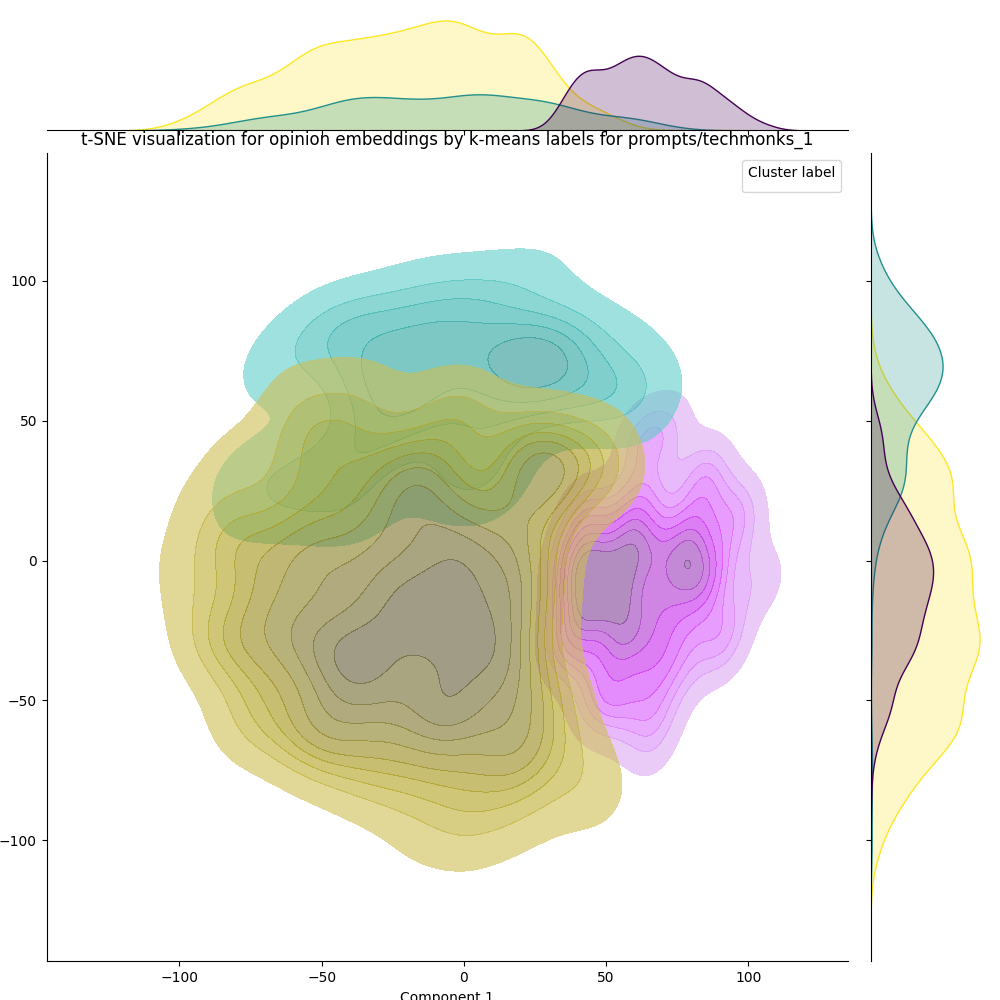 t-SNE visualization for opinion embeddings by k-means labels for prompts/techmonks_1
Cluster label
100
50
0
−50
−100
−100 −50 0 50 100
Component 1